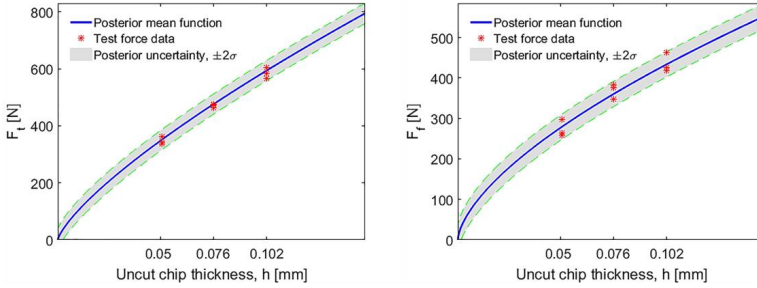 Posterior mean function
Test force data
Posterior uncertainty, ±2σ
F_t [N]
800
600
400
200
0
0.05
0.076
0.102
Uncut chip thickness, h [mm]
Posterior mean function
Test force data
Posterior uncertainty, ±2σ
F_f [N]
500
400
300
200
100
0
0.05
0.076
0.102
Uncut chip thickness, h [mm]